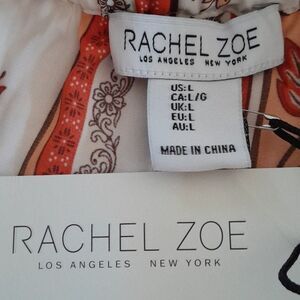 RACHEL ZOE
LOS ANGELES NEW YORK
US:L
CA:L/G
UK:L
EU:L
AU:L
MADE IN CHINA
RACHEL ZOE
LOS ANGELES NEW YORK